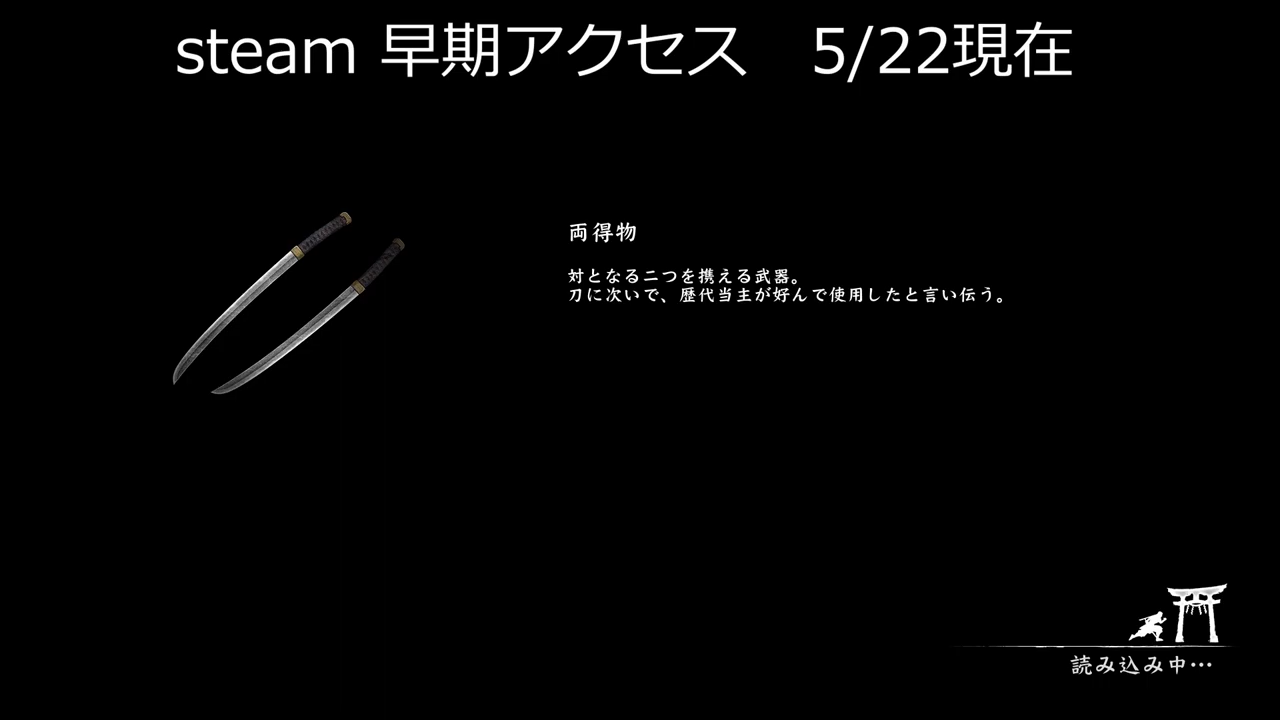 steam 早期アクセス　5/22現在
両得物
対となる二つを携える武器。
刀に次いで、歴代当主が好んで使用したと言い伝う。
読み込み中…